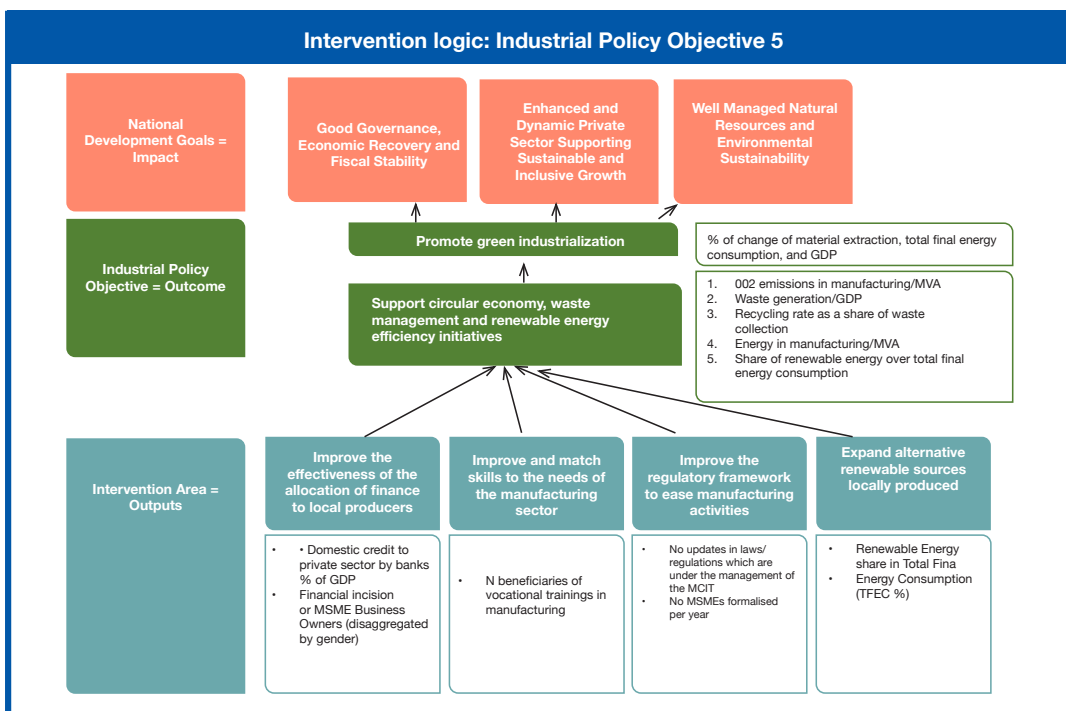 Intervention logic: Industrial Policy Objective 5
National
Development Goals =
Impact
Good Governance,
Economic Recovery and
Fiscal Stability
Enhanced and
Dynamic Private
Sector Supporting
Sustainable and
Inclusive Growth
Well Managed Natural
Resources and
Environmental
Sustainability
Industrial Policy
Objective = Outcome
Promote green industrialization
% of change of material extraction, total final energy
consumption, and GDP
Support circular economy, waste
management and renewable energy
efficiency initiatives
1. 002 emissions in manufacturing/MVA
2. Waste generation/GDP
3. Recycling rate as a share of waste
collection
4. Energy in manufacturing/MVA
5. Share of renewable energy over total final
energy consumption
Intervention Area =
Outputs
Improve the
effectiveness of the
allocation of finance
to local producers
Improve and match
skills to the needs of
the manufacturing
sector
Improve the
regulatory framework
to ease manufacturing
activities
Expand alternative
renewable sources
locally produced
• • Domestic credit to
private sector by banks
% of GDP
• Financial incision
or MSME Business
Owners (disaggregated
by gender)
• N beneficiaries of
vocational trainings in
manufacturing
• No updates in laws/
regulations which are
under the management of
the MCIT
• No MSMEs formalised
per year
• Renewable Energy
share in Total Fina
• Energy Consumption
(TFEC %)